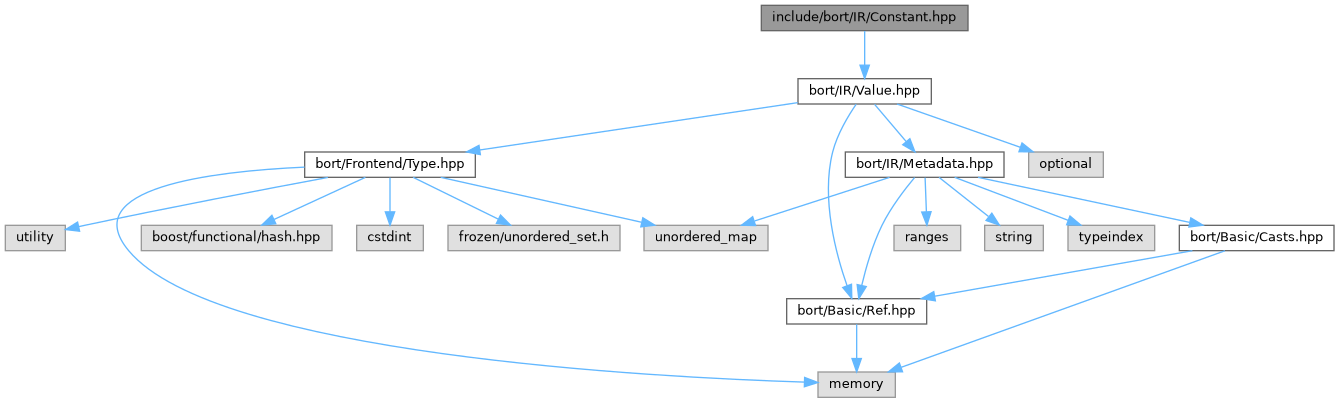 include/bort/IR/Constant.hpp
bort/IR/Value.hpp
bort/Frontend/Type.hpp
bort/IR/Metadata.hpp
optional
utility
boost/functional/hash.hpp
cstdint
frozen/unordered_set.h
unordered_map
ranges
string
typeindex
bort/Basic/Casts.hpp
bort/Basic/Ref.hpp
memory